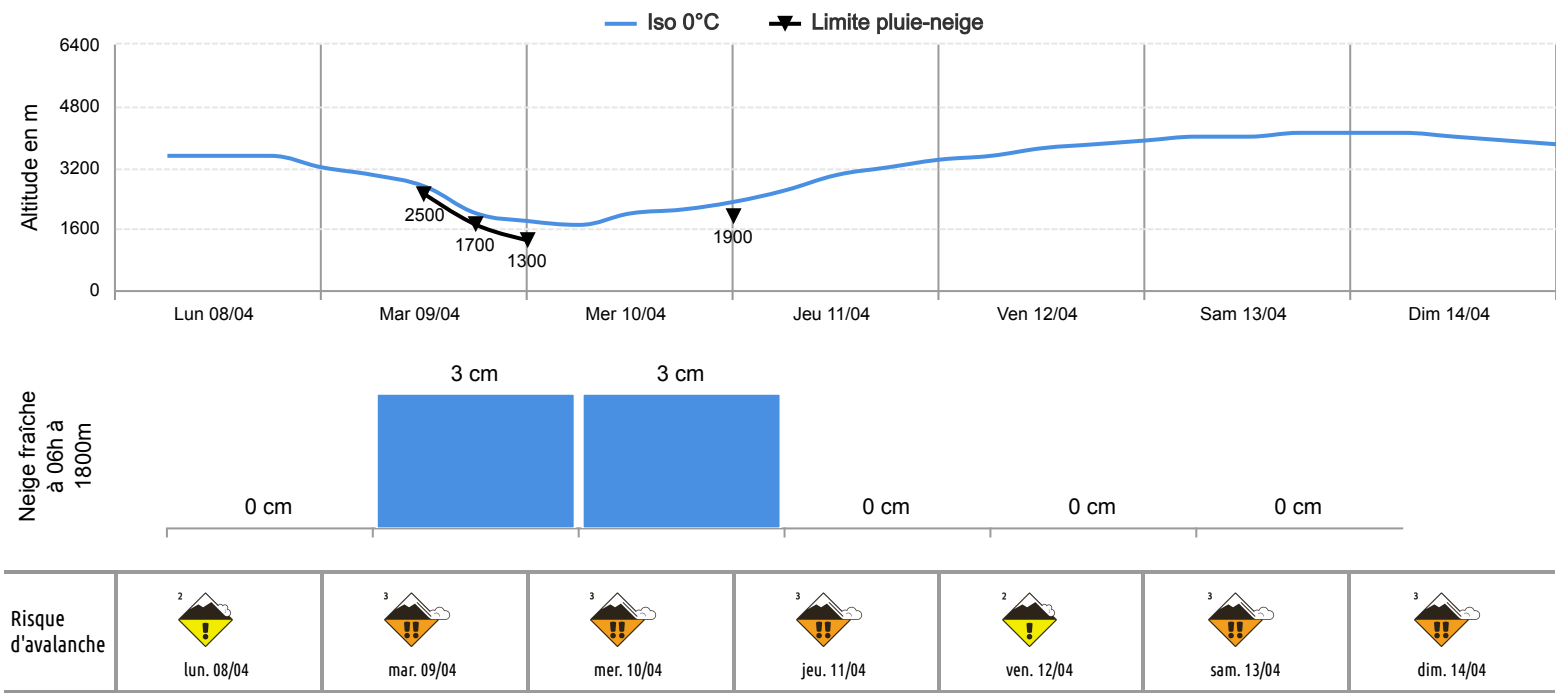 Iso 0°C Limite pluie-neige
Altitude en m
6400
4800
3200
1600
0
2500
1700
1300
1900
Lun 08/04 Mar 09/04 Mer 10/04 Jeu 11/04 Ven 12/04 Sam 13/04 Dim 14/04
Neige fraîche
à 06h à
1800m
0 cm 3 cm 3 cm 0 cm 0 cm 0 cm
Risque
d'avalanche
2 3 3 3 2 3 3
! !! !! !! ! !! !!
lun. 08/04 mar. 09/04 mer. 10/04 jeu. 11/04 ven. 12/04 sam. 13/04 dim. 14/04